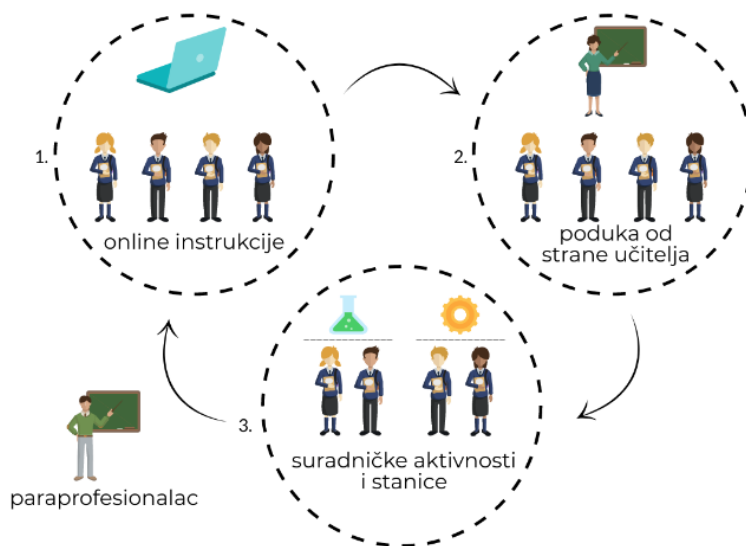 1.
online instrukcije
2.
poduka od
strane učitelja
3.
suradničke aktivnosti
i stanice
paraprofesionalac